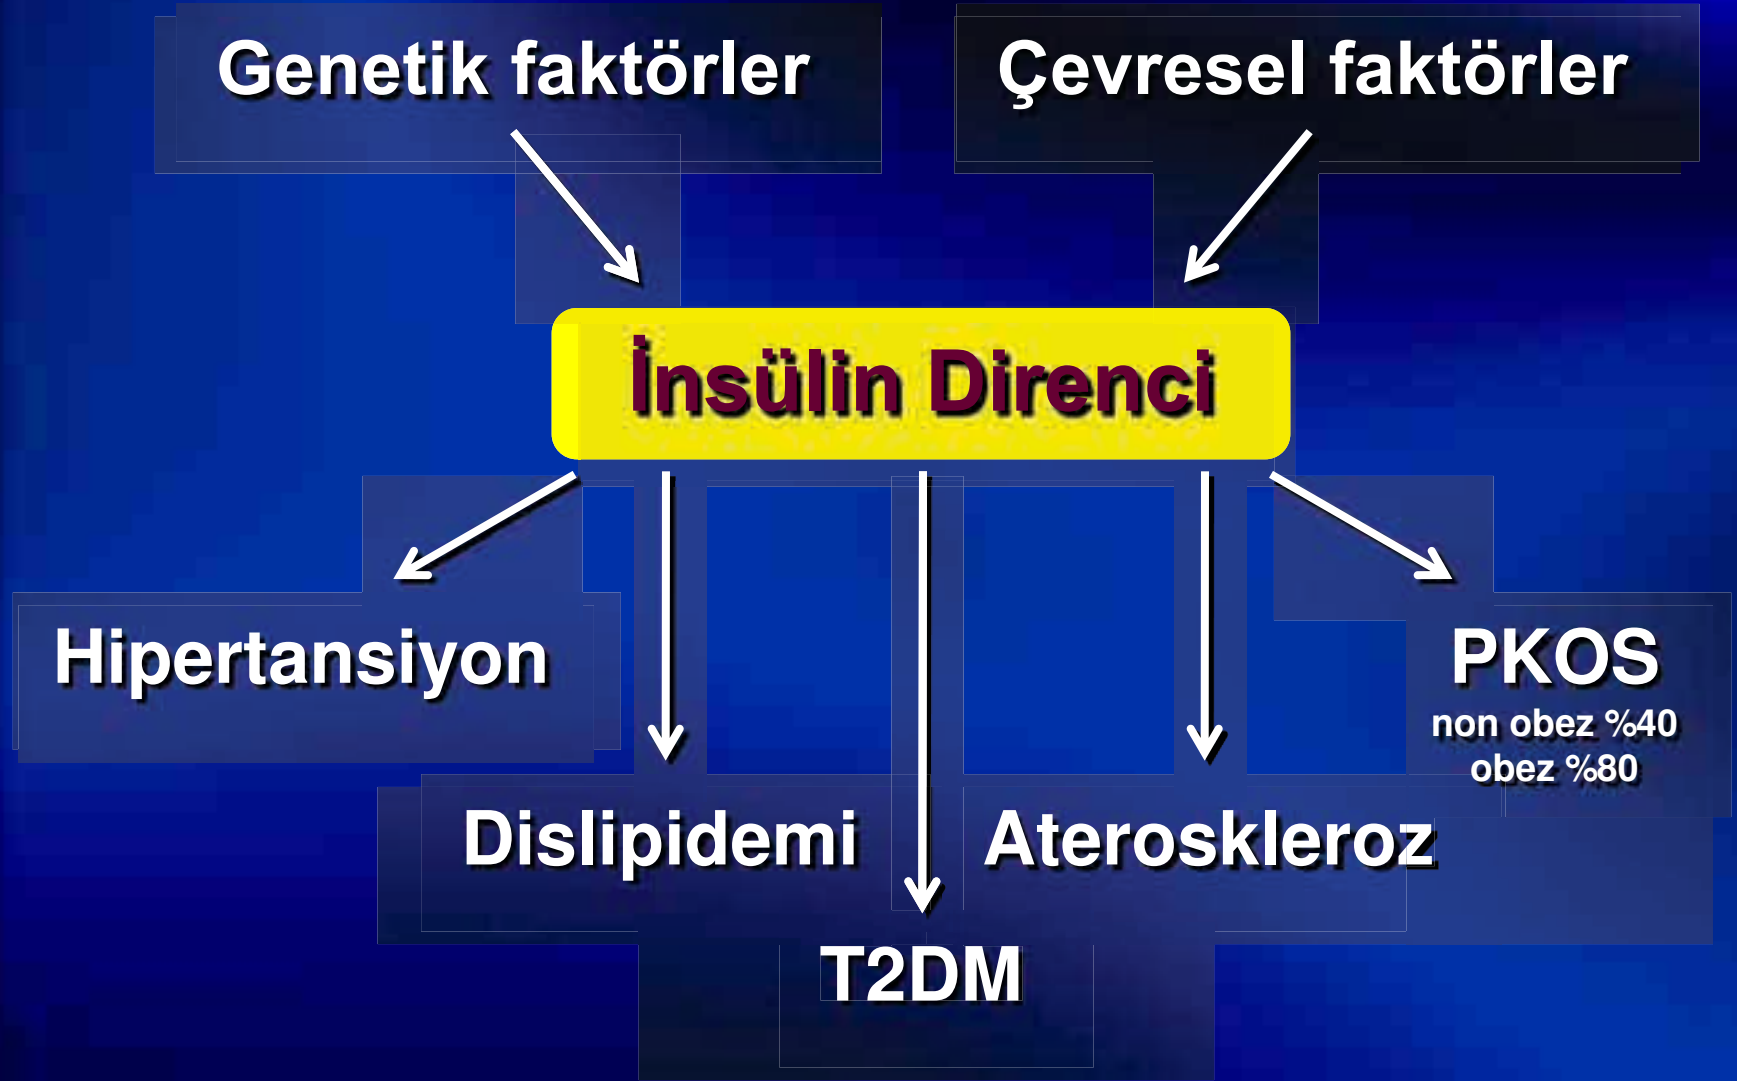 Genetik faktörler
Çevresel faktörler
İnsülin Direnci
Hipertansiyon
PKOS
non obez %40
obez %80
Dislipidemi
Ateroskleroz
T2DM